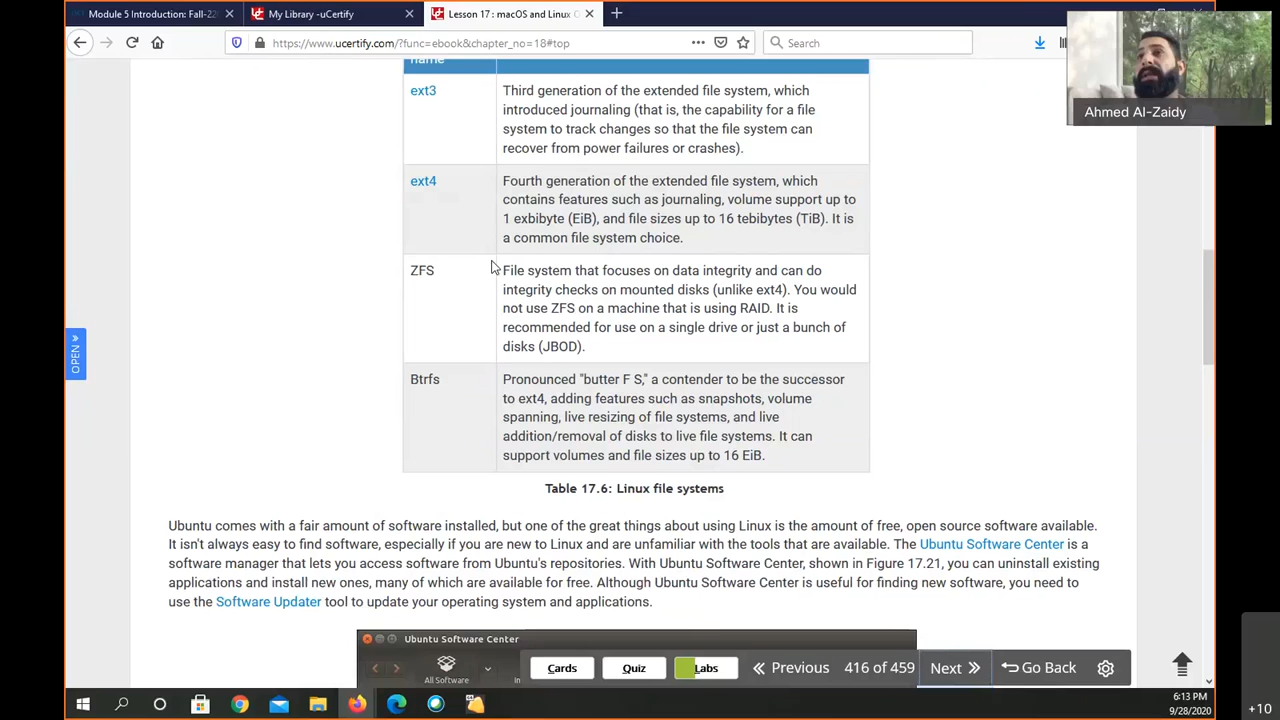 Module 5 Introduction: Fall-22
My Library -uCertify
Lesson 17 : macOS and Linux
https://www.ucertify.com/?func=ebook&chapter_no=18#top
Search
Ahmed Al-Zaidy
name
ext3
Third generation of the extended file system, which
introduced journaling (that is, the capability for a file
system to track changes so that the file system can
recover from power failures or crashes).
ext4
Fourth generation of the extended file system, which
contains features such as journaling, volume support up to
1 exbibyte (EiB), and file sizes up to 16 tebibytes (TiB). It is
a common file system choice.
ZFS
File system that focuses on data integrity and can do
integrity checks on mounted disks (unlike ext4). You would
not use ZFS on a machine that is using RAID. It is
recommended for use on a single drive or just a bunch of
disks (JBOD).
OPEN »
Btrfs
Pronounced "butter F S," a contender to be the successor
to ext4, adding features such as snapshots, volume
spanning, live resizing of file systems, and live
addition/removal of disks to live file systems. It can
support volumes and file sizes up to 16 EiB.
Table 17.6: Linux file systems
Ubuntu comes with a fair amount of software installed, but one of the great things about using Linux is the amount of free, open source software available.
It isn't always easy to find software, especially if you are new to Linux and are unfamiliar with the tools that are available. The Ubuntu Software Center is a
software manager that lets you access software from Ubuntu's repositories. With Ubuntu Software Center, shown in Figure 17.21, you can uninstall existing
applications and install new ones, many of which are available for free. Although Ubuntu Software Center is useful for finding new software, you need to
use the Software Updater tool to update your operating system and applications.
Ubuntu Software Center
All Software
Cards
Quiz
Labs
Previous
416 of 459
Next
Go Back
6:13 PM
9/28/2020
+10